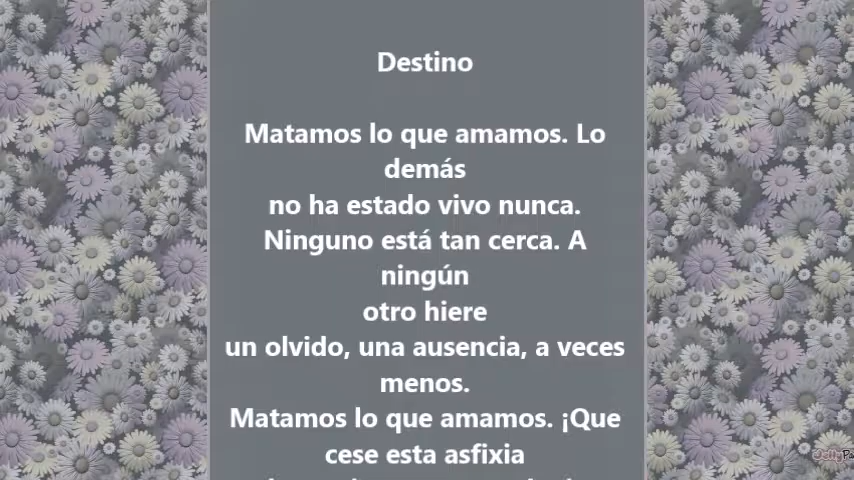 Destino
Matamos lo que amamos. Lo
demás
no ha estado vivo nunca.
Ninguno está tan cerca. A
ningún
otro hiere
un olvido, una ausencia, a veces
menos.
Matamos lo que amamos. ¡Que
cese esta asfixia